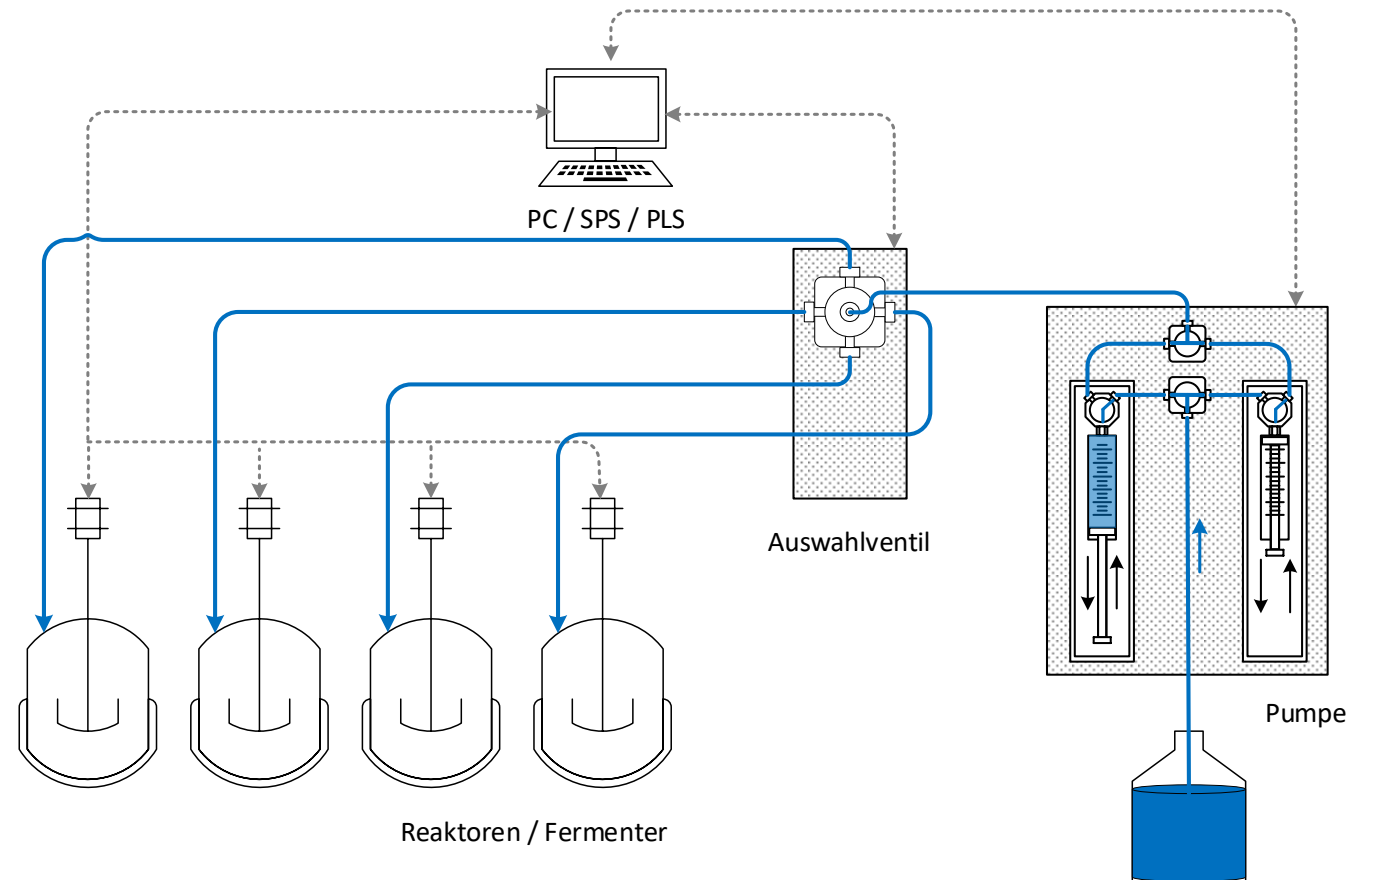 PC / SPS / PLS
Auswahlventil
Pumpe
Reaktoren / Fermenter